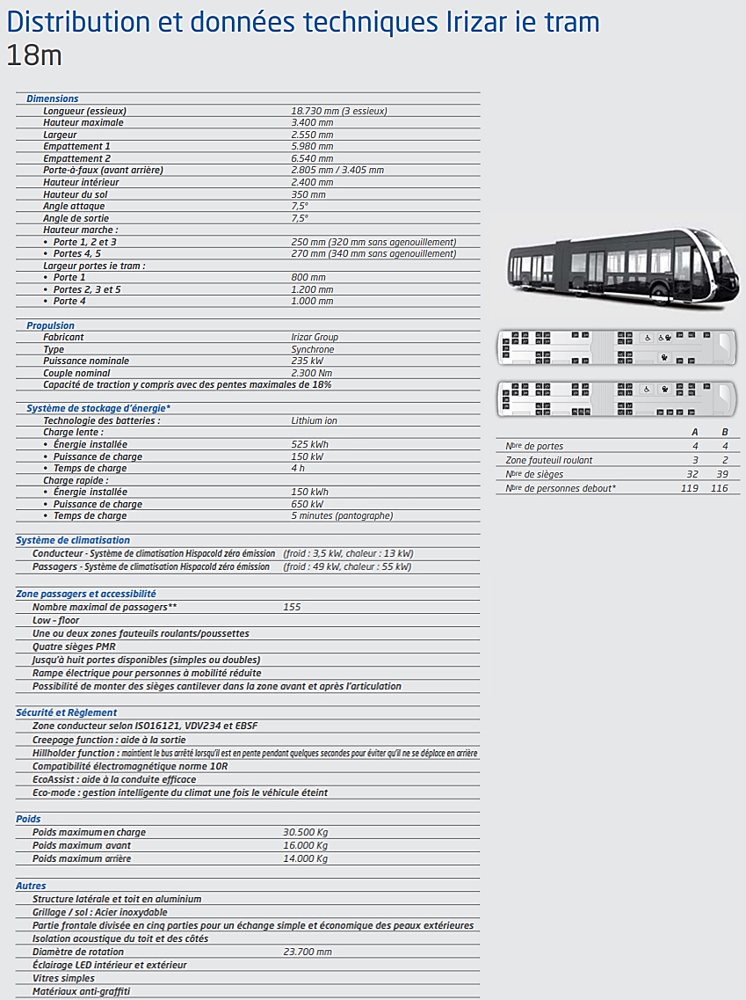 Distribution et données techniques Irizar ie tram
18m
Dimensions
Longueur (essieux) 18.730 mm (3 essieux)
Hauteur maximale 3.400 mm
Largeur 2.550 mm
Empattement 1 5.980 mm
Empattement 2 6.540 mm
Porte-à-faux (avant arrière) 2.805 mm / 3.405 mm
Hauteur intérieur 2.400 mm
Hauteur du sol 350 mm
Angle attaque 7,5º
Angle de sortie 7,5º
Hauteur marche :
• Porte 1, 2 et 3 250 mm (320 mm sans agenouillement)
• Portes 4, 5 270 mm (340 mm sans agenouillement)
Largeur portes ie tram :
• Porte 1 800 mm
• Portes 2, 3 et 5 1.200 mm
• Porte 4 1.000 mm
Propulsion
Fabricant Irizar Group
Type Synchrone
Puissance nominale 235 kW
Couple nominal 2.300 Nm
Capacité de traction y compris avec des pentes maximales de 18%
Système de stockage d'énergie*
Technologie des batteries : Lithium ion
Charge lente :
• Énergie installée 525 kWh
• Puissance de charge 150 kW
• Temps de charge 4 h
Charge rapide :
• Énergie installée 150 kWh
• Puissance de charge 650 kW
• Temps de charge 5 minutes (pantographe)
Système de climatisation
Conducteur - Système de climatisation Hispacold zéro émission (froid : 3,5 kW, chaleur : 13 kW)
Passagers - Système de climatisation Hispacold zéro émission (froid : 49 kW, chaleur : 55 kW)
Zone passagers et accessibilité
Nombre maximal de passagers** 155
Low - floor
Une ou deux zones fauteuils roulants/poussettes
Quatre sièges PMR
Jusqu'à huit portes disponibles (simples ou doubles)
Rampe électrique pour personnes à mobilité réduite
Possibilité de monter des sièges cantilever dans la zone avant et après l'articulation
Sécurité et Règlement
Zone conducteur selon ISO16121, VDV234 et EBSF
Creepage function : aide à la sortie
Hillholder function : maintient le bus arrêté lorsqu'il est en pente pendant quelques secondes pour éviter qu'il ne se déplace en arrière
Compatibilité électromagnétique norme 10R
EcoAssist : aide à la conduite efficace
Eco-mode : gestion intelligente du climat une fois le véhicule éteint
Poids
Poids maximum en charge 30.500 Kg
Poids maximum avant 16.000 Kg
Poids maximum arrière 14.000 Kg
Autres
Structure latérale et toit en aluminium
Grillage / sol : Acier inoxydable
Partie frontale divisée en cinq parties pour un échange simple et économique des peaux extérieures
Isolation acoustique du toit et des côtés
Diamètre de rotation 23.700 mm
Éclairage LED intérieur et extérieur
Vitres simples
Matériaux anti-graffiti
A B
Nbre de portes 4 4
Zone fauteuil roulant 3 2
Nbre de sièges 32 39
Nbre de personnes debout* 119 116